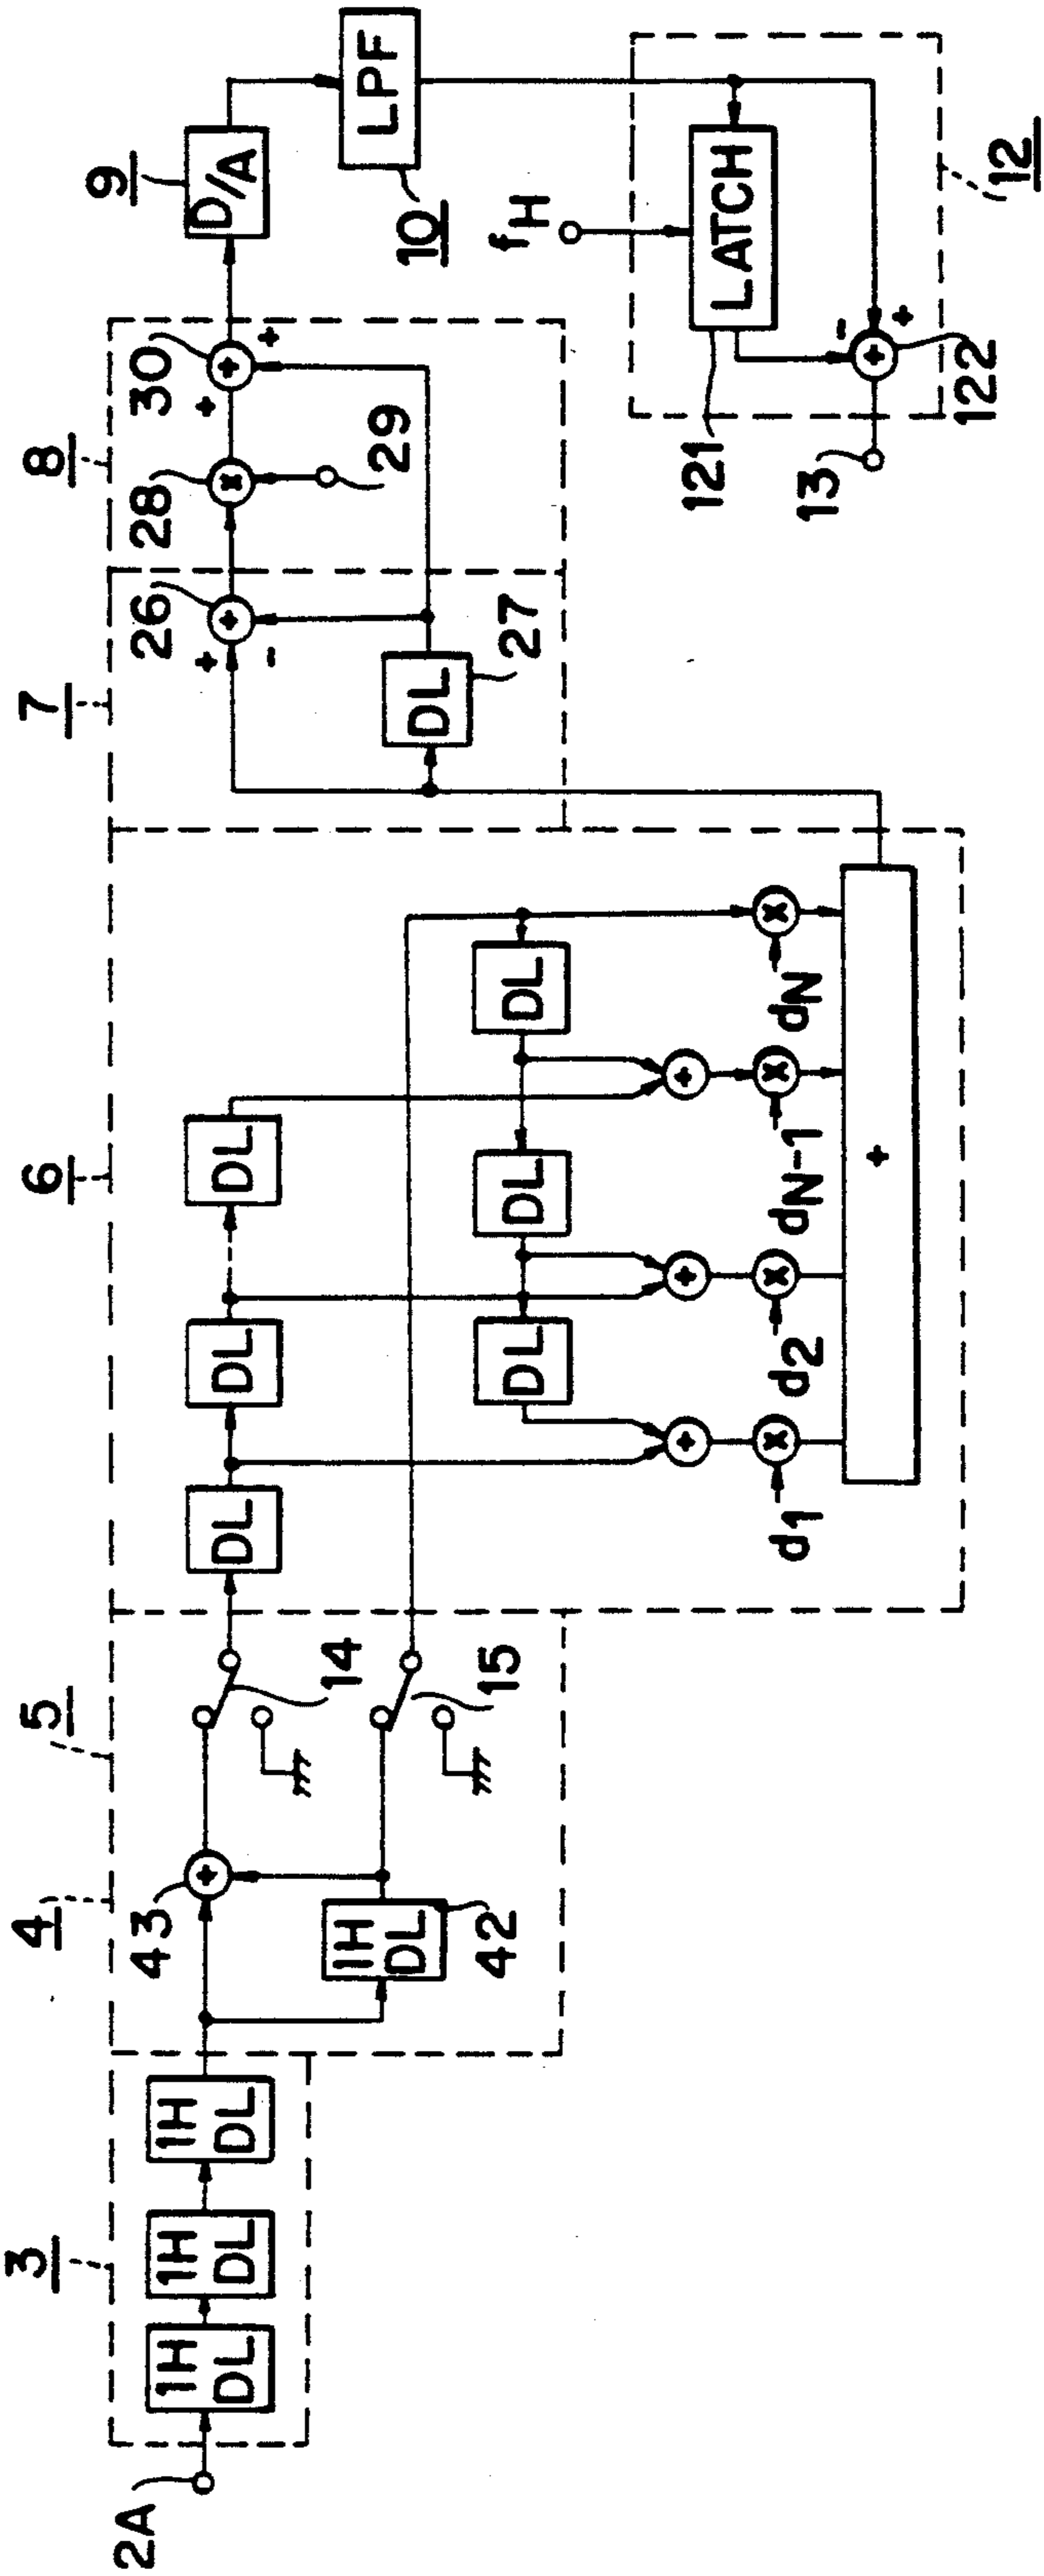 2A
3
1H
DL
1H
DL
1H
DL
4
5
43
+
1H
DL
42
14
15
6
DL
DL
DL
DL
DL
DL
+
+
+
x
x
x
x
d1
d2
dN-1
dN
+
7
8
26
+
+
-
DL
27
28
x
29
30
+
+
+
9
D/A
LPF
10
fH
LATCH
121
-
+
+
122
12
13